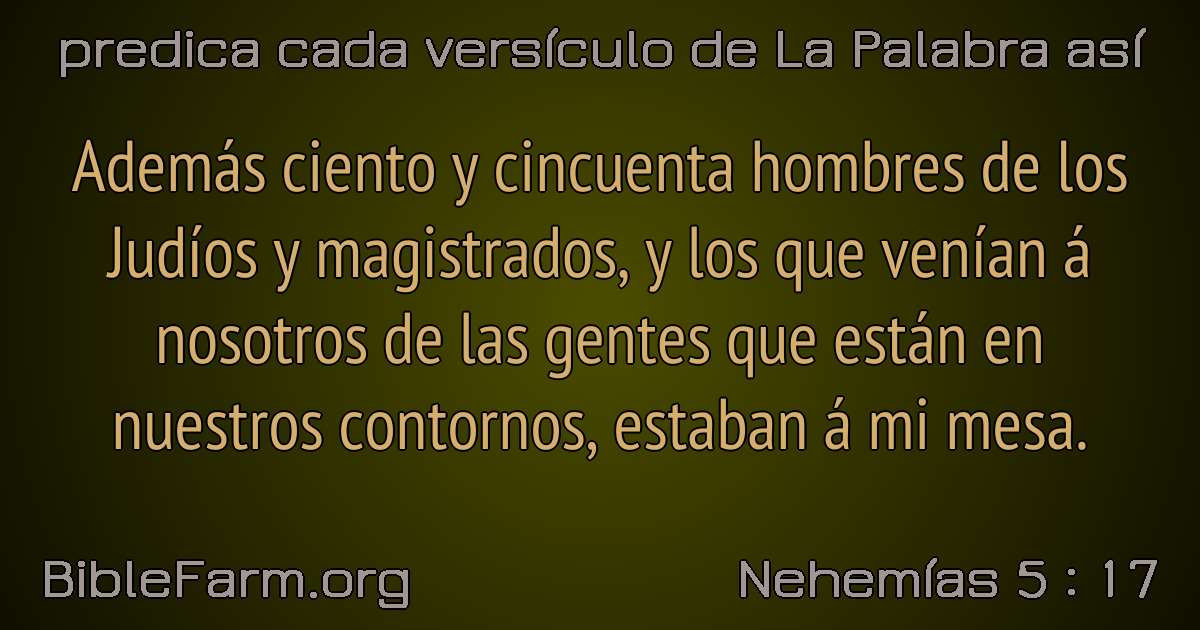 predica cada versículo de La Palabra así
Además ciento y cincuenta hombres de los
Judíos y magistrados, y los que venían á
nosotros de las gentes que están en
nuestros contornos, estaban á mi mesa.
BibleFarm.org
Nehemías 5 : 17